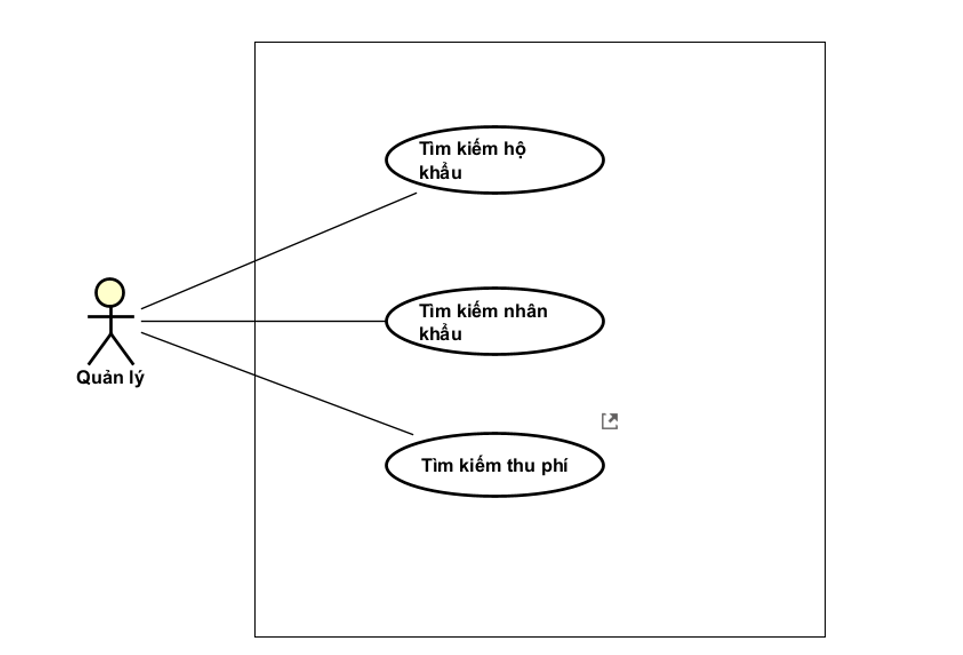 Tìm kiếm hộ
khẩu
Tìm kiếm nhân
khẩu
Quản lý
Tìm kiếm thu phí